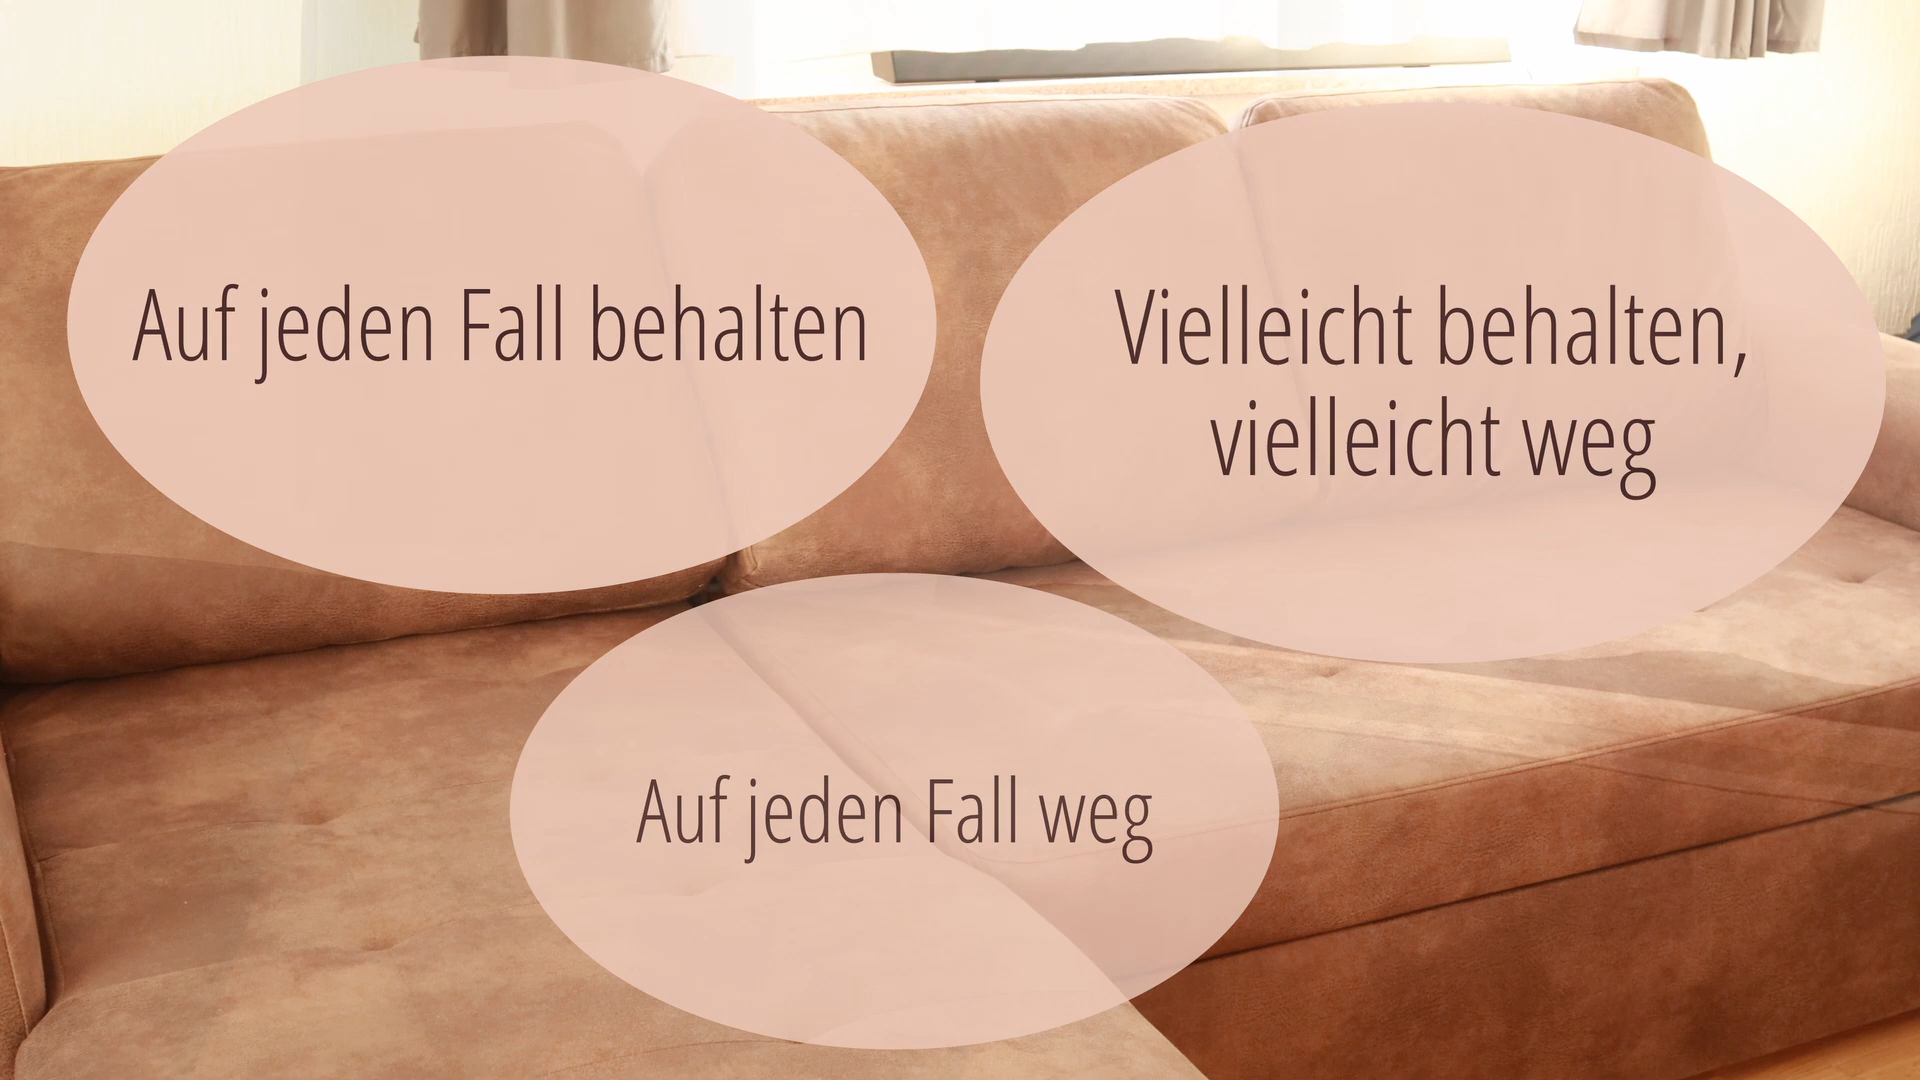 Auf jeden Fall behalten
Vielleicht behalten,
vielleicht weg
Auf jeden Fall weg